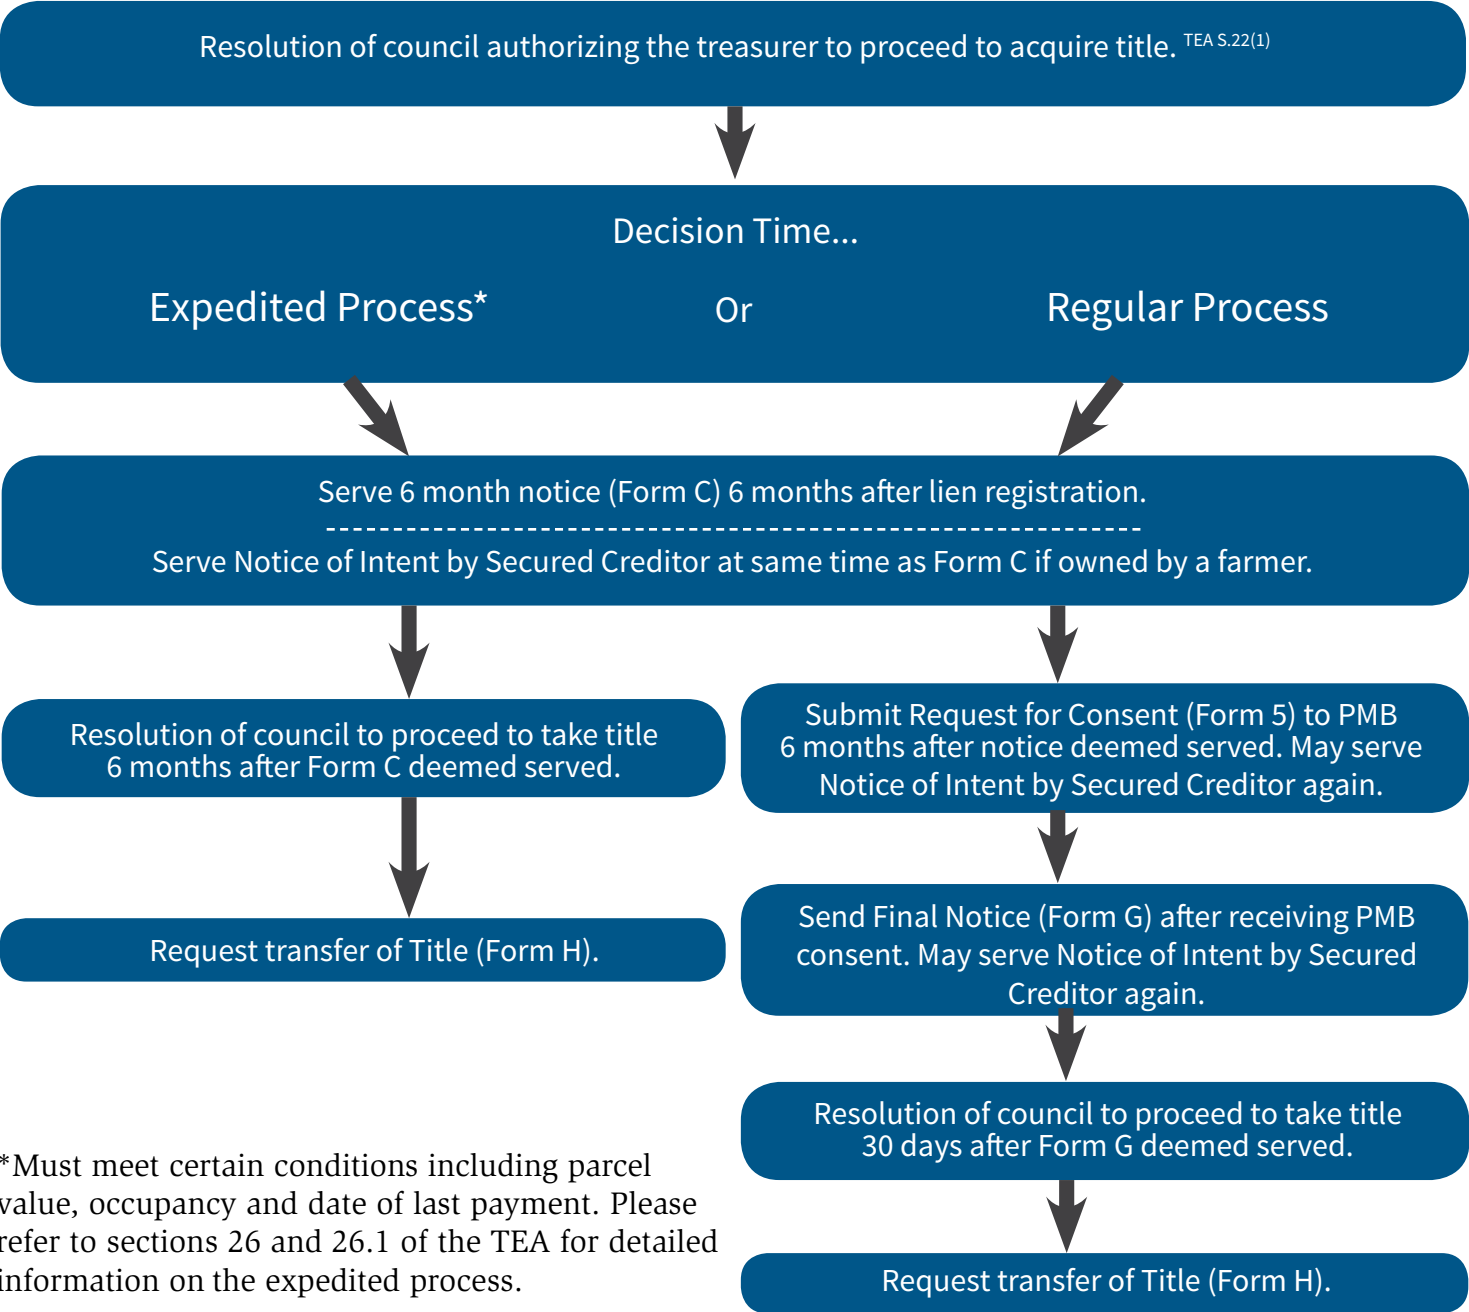 Resolution of council authorizing the treasurer to proceed to acquire title. TEA S.22(1)
Decision Time...
Expedited Process*
Or
Regular Process
Serve 6 month notice (Form C) 6 months after lien registration.
--------------------------------------------------------------
Serve Notice of Intent by Secured Creditor at same time as Form C if owned by a farmer.
Resolution of council to proceed to take title
6 months after Form C deemed served.
Request transfer of Title (Form H).
Submit Request for Consent (Form 5) to PMB
6 months after notice deemed served. May serve
Notice of Intent by Secured Creditor again.
Send Final Notice (Form G) after receiving PMB
consent. May serve Notice of Intent by Secured
Creditor again.
Resolution of council to proceed to take title
30 days after Form G deemed served.
Request transfer of Title (Form H).
*Must meet certain conditions including parcel
value, occupancy and date of last payment. Please
refer to sections 26 and 26.1 of the TEA for detailed
information on the expedited process.